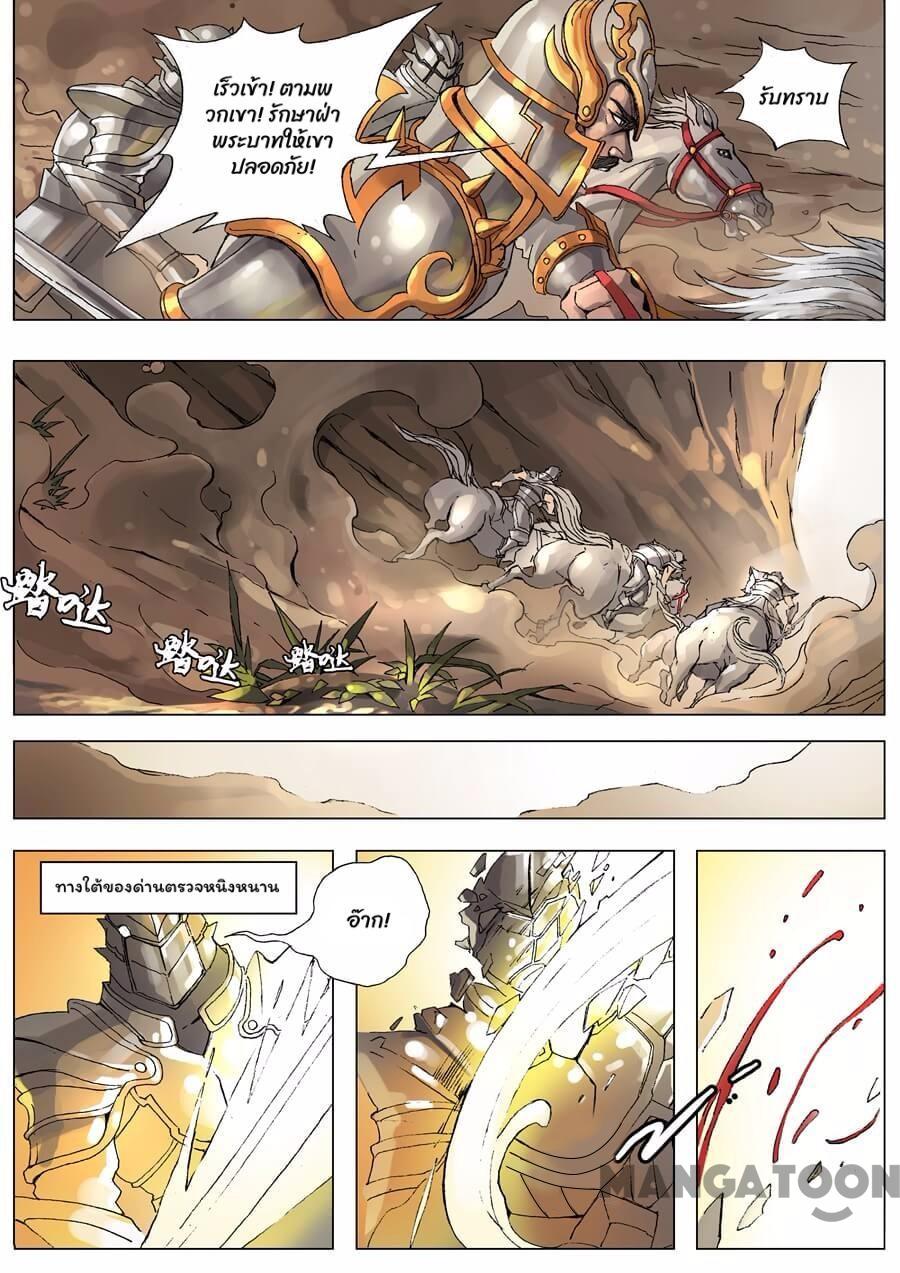 เร็วเข้า! ตามพ
วกเขา! รักษาฝ่า
พระบาทให้เขา
ปลอดภัย!
รับทราบ
踏哒
踏哒
踏哒
ทางใต้ของด่านตรวจหนิงหนาน
อ๊าก!
MANGATOON